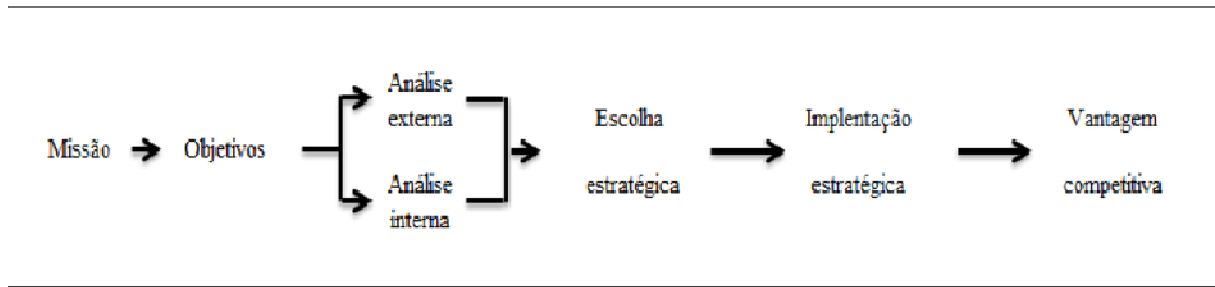 Missão
Objetivos
Análise
externa
Análise
interna
Escolha
estratégica
Implentação
estratégica
Vantagem
competitiva